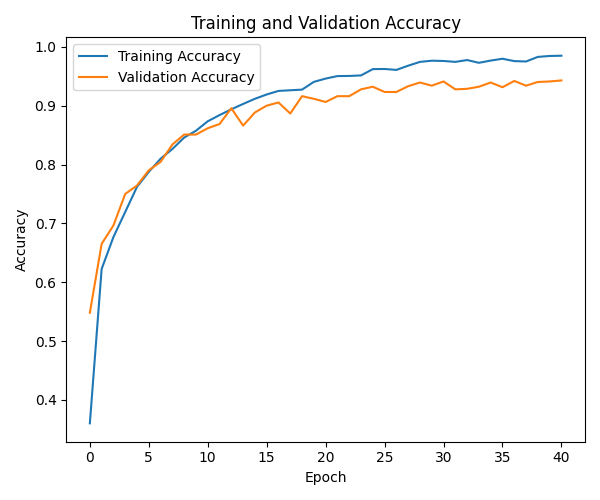 Training and Validation Accuracy
Training Accuracy
Validation Accuracy
1.0
0.9
0.8
0.7
0.6
0.5
0.4
Accuracy
0 5 10 15 20 25 30 35 40
Epoch